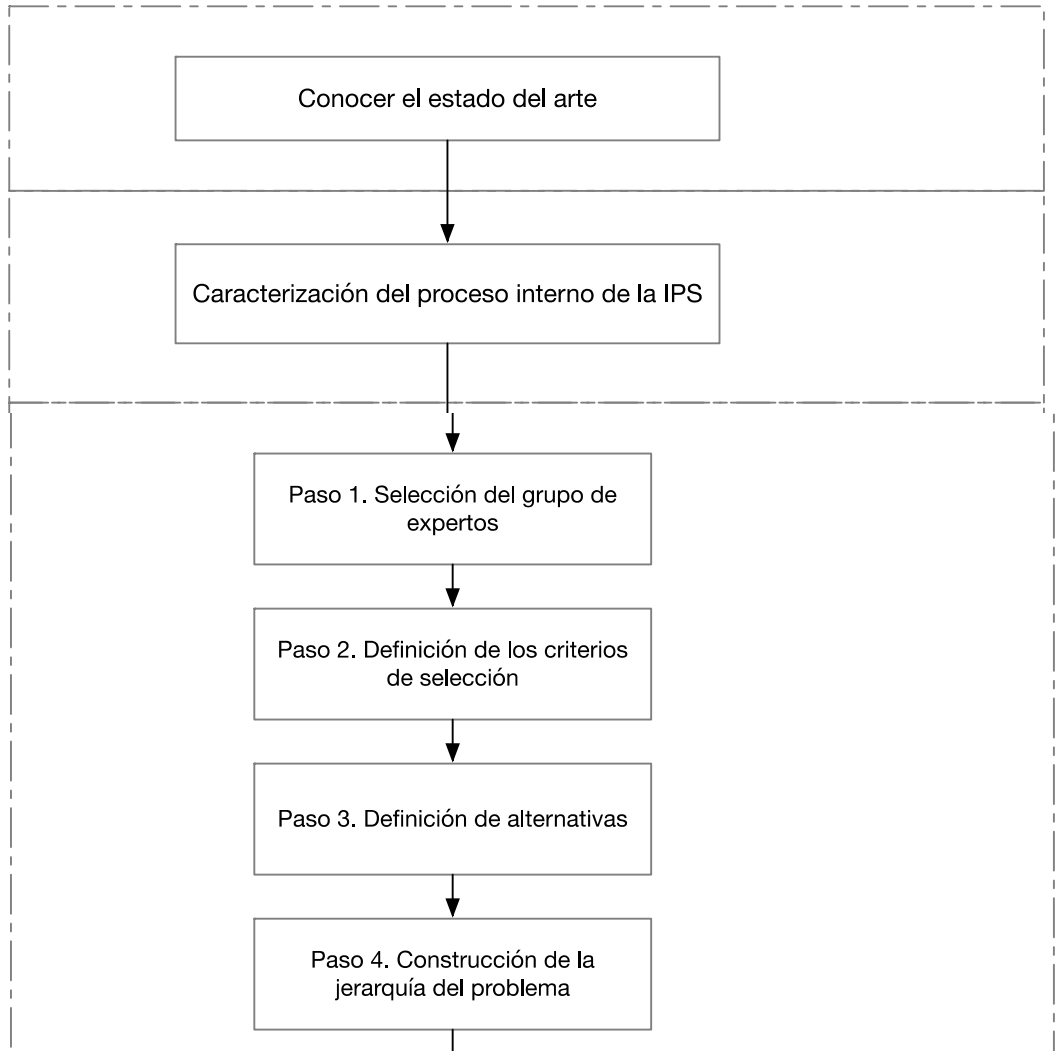 Conocer el estado del arte
Caracterización del proceso interno de la IPS
Paso 1. Selección del grupo de
expertos
Paso 2. Definición de los criterios
de selección
Paso 3. Definición de alternativas
Paso 4. Construcción de la
jerarquía del problema